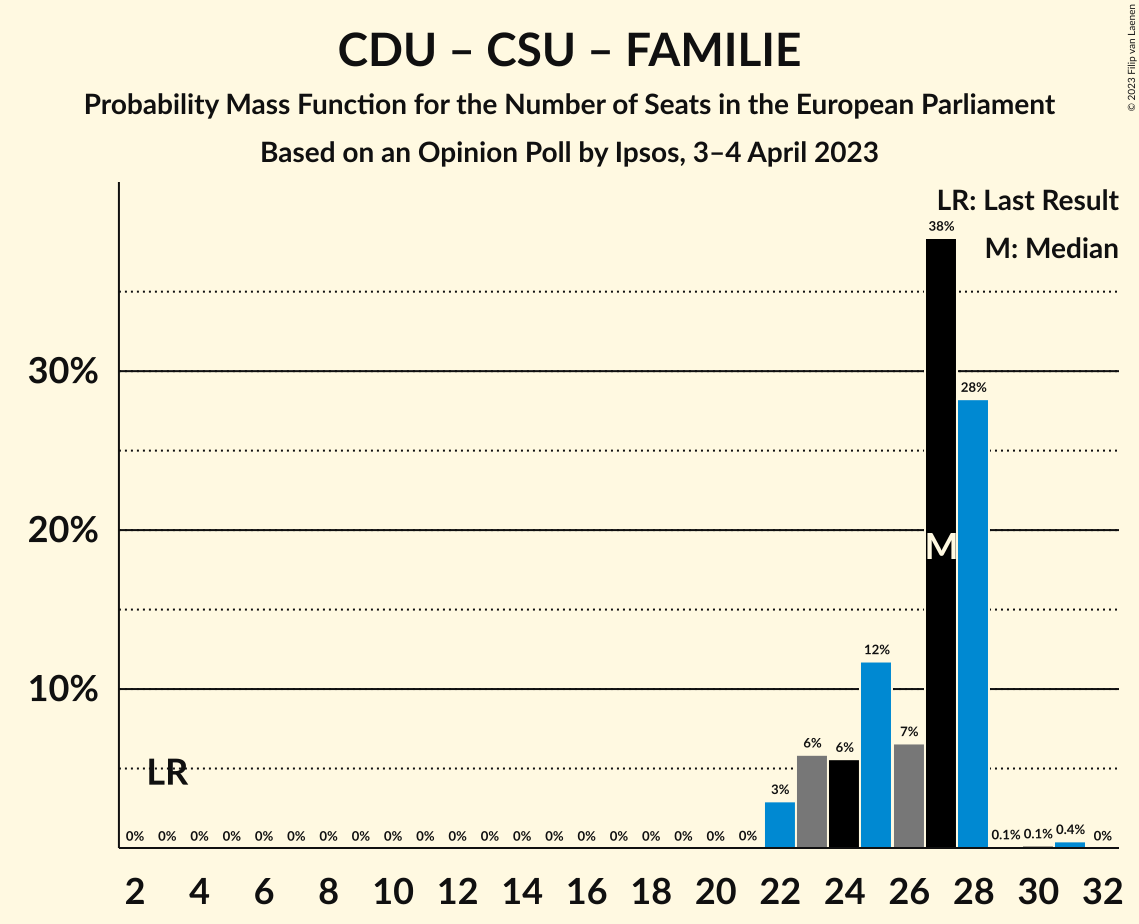 CDU – CSU – FAMILIE
Probability Mass Function for the Number of Seats in the European Parliament
Based on an Opinion Poll by Ipsos, 3–4 April 2023
© 2023 Filip van Laenen
LR: Last Result
M: Median
38%
30%
28%
20%
M
12%
10%
7%
6% 6%
LR
3%
0% 0% 0% 0% 0% 0% 0% 0% 0% 0% 0% 0% 0% 0% 0% 0% 0% 0% 0% 0% 0.1% 0.1% 0.4% 0%
2 4 6 8 10 12 14 16 18 20 22 24 26 28 30 32